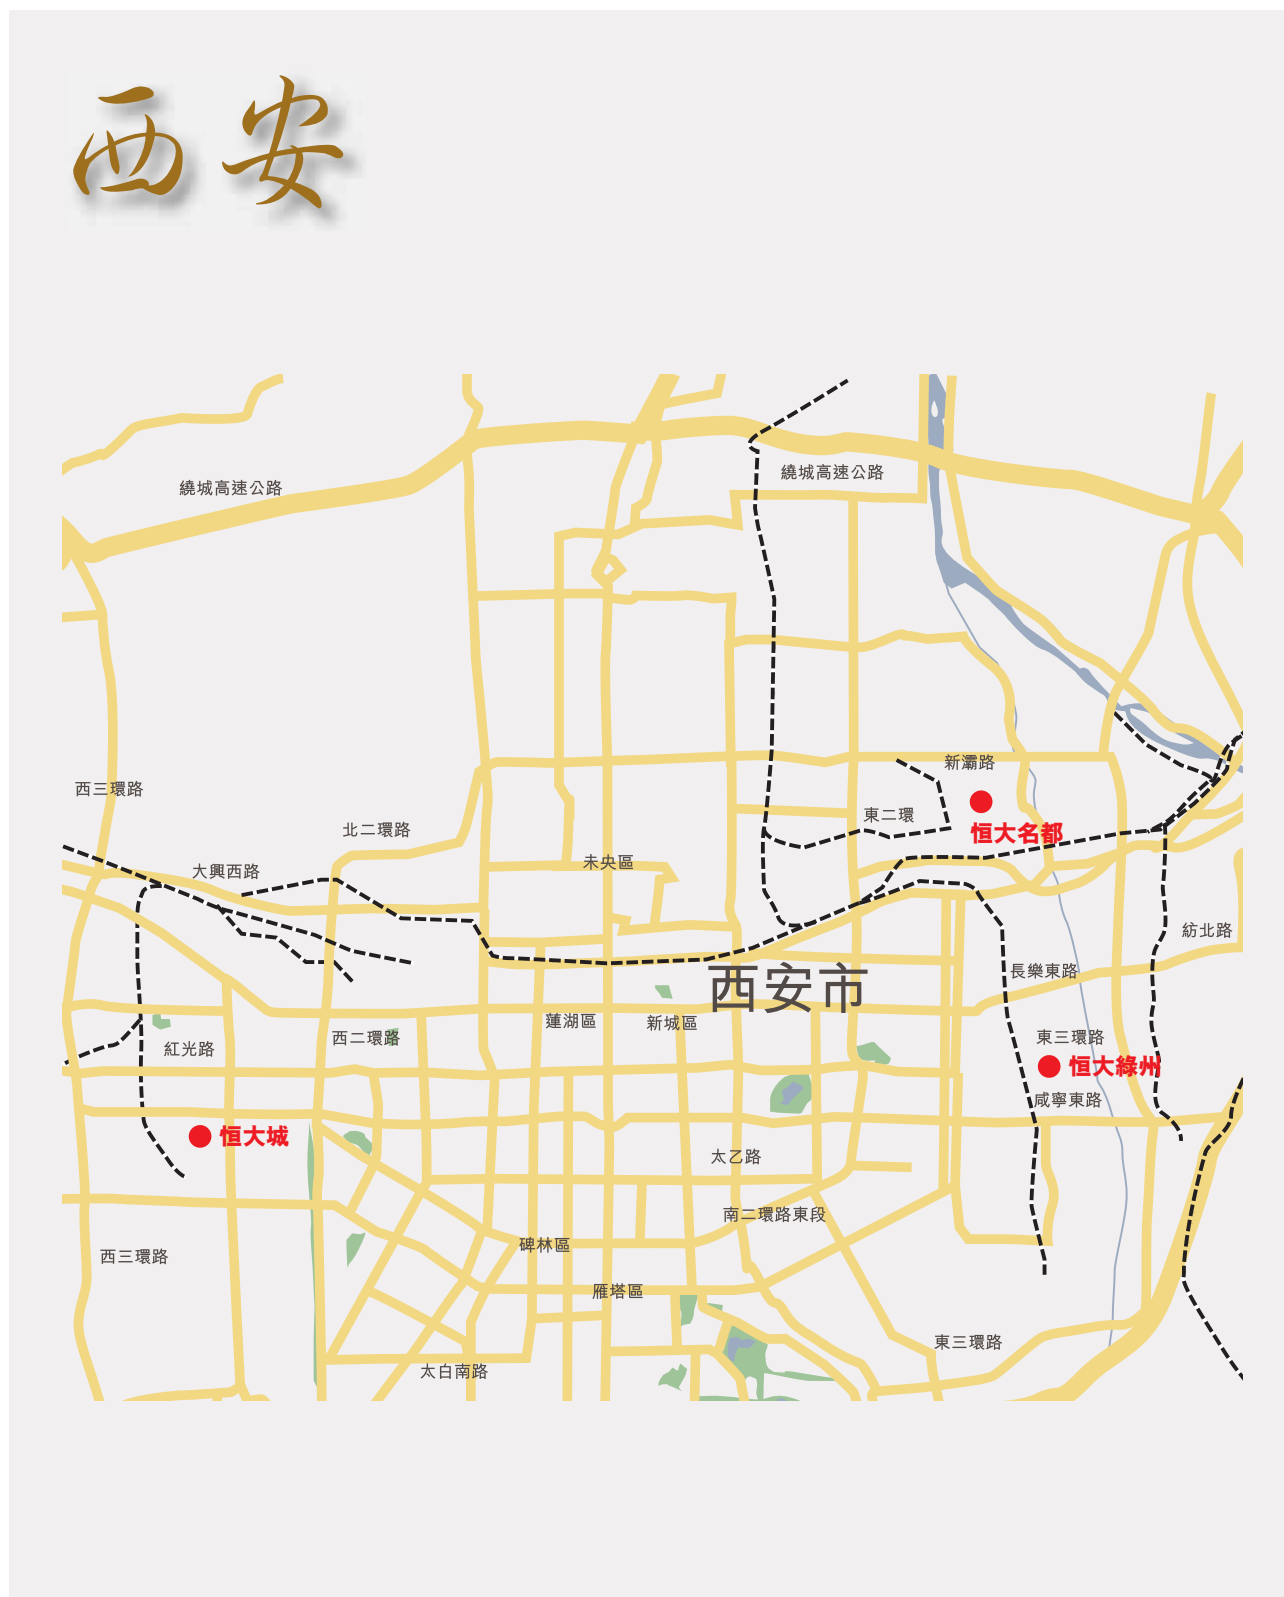 西安
繞城高速公路
繞城高速公路
新灞路
西三環路
東二環
北二環路
恒大名都
未央區
大興西路
紡北路
長樂東路
西安市
蓮湖區
新城區
西二環路
東三環路
紅光路
恒大綠州
咸寧東路
恒大城
太乙路
南二環路東段
碑林區
西三環路
雁塔區
東三環路
太白南路